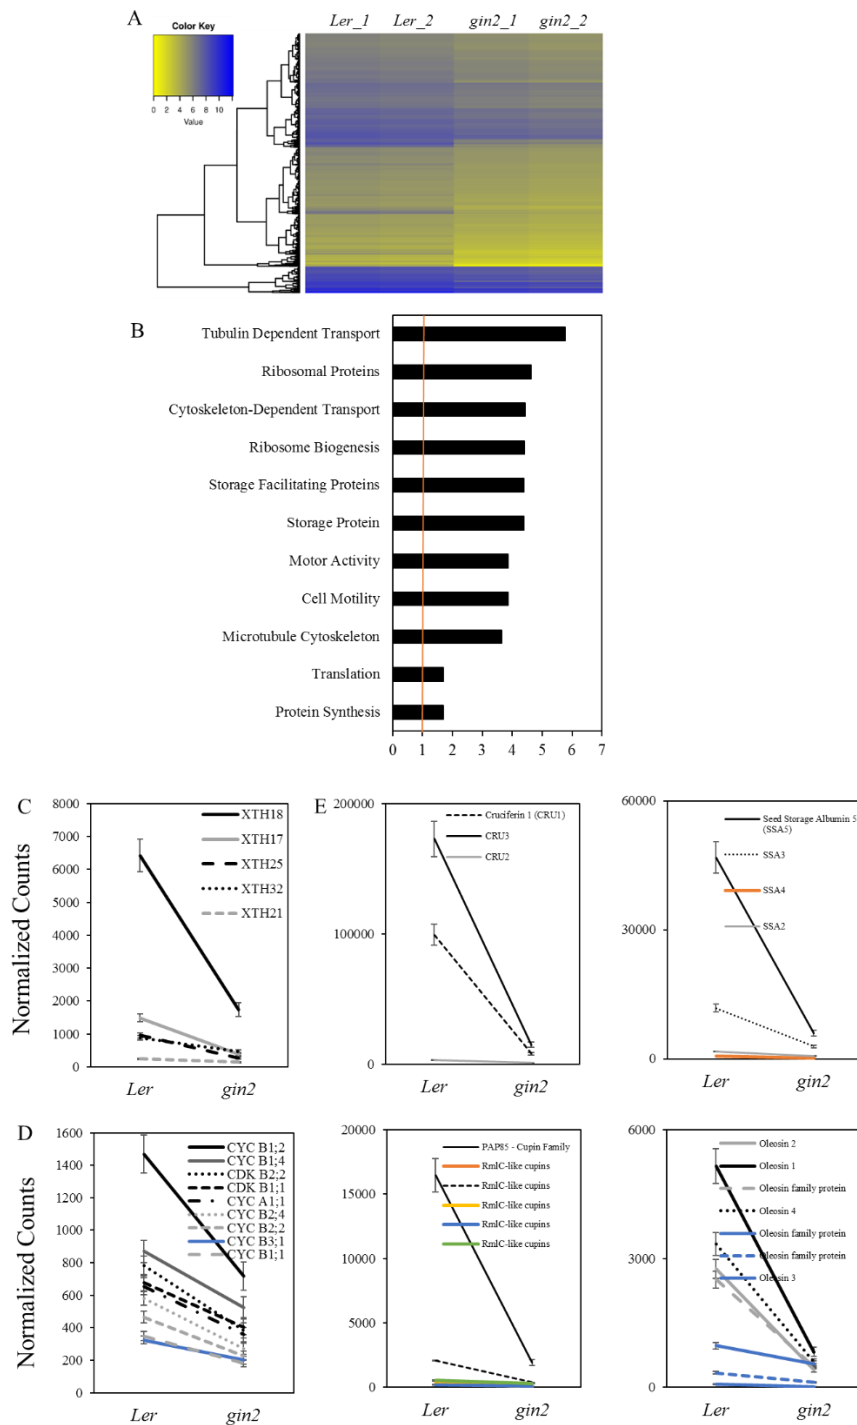 A
Color Key
0 2 4 6 8 10
Value
Ler_1 Ler_2 gin2_1 gin2_2
B
Tubulin Dependent Transport
Ribosomal Proteins
Cytoskeleton-Dependent Transport
Ribosome Biogenesis
Storage Facilitating Proteins
Storage Protein
Motor Activity
Cell Motility
Microtubule Cytoskeleton
Translation
Protein Synthesis
0 1 2 3 4 5 6 7
C
Normalized Counts
8000
7000
6000
5000
4000
3000
2000
1000
0
XTH18
XTH17
XTH25
XTH32
XTH21
Ler gin2
E
200000
100000
0
Cruciferin 1 (CRU1)
CRU3
CRU2
Ler gin2
60000
30000
0
Seed Storage Albumin 5
(SSA5)
SSA3
SSA4
SSA2
Ler gin2
D
Normalized Counts
1600
1400
1200
1000
800
600
400
200
0
CYC B1;2
CYC B1;4
CDK B2;2
CDK B1;1
CYC A1;1
CYC B2;4
CYC B2;2
CYC B3;1
CYC B1;1
Ler gin2
20000
15000
10000
5000
0
PAP85 - Cupin Family
RmlC-like cupins
RmlC-like cupins
RmlC-like cupins
RmlC-like cupins
RmlC-like cupins
Ler gin2
6000
3000
0
Oleosin 2
Oleosin 1
Oleosin family protein
Oleosin 4
Oleosin family protein
Oleosin family protein
Oleosin 3
Ler gin2